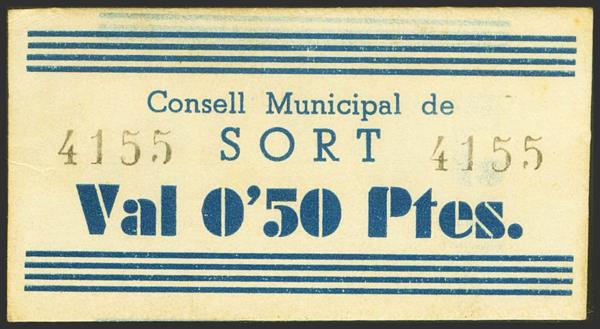 Consell Municipal de
4155 SORT 4155
Val 0'50 Ptes.